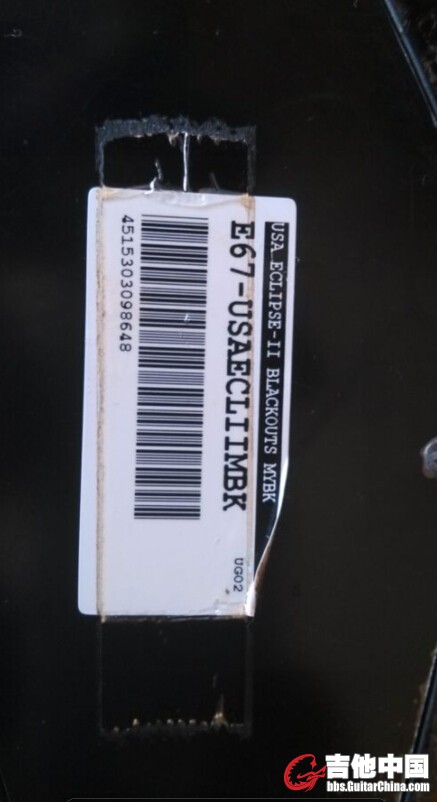 USA ECLIPSE-II BLACKOUTS MYBK
E67-USAECLIIMBK
4515303098648
UG02
吉他中国
bbs.GuitarChina.com